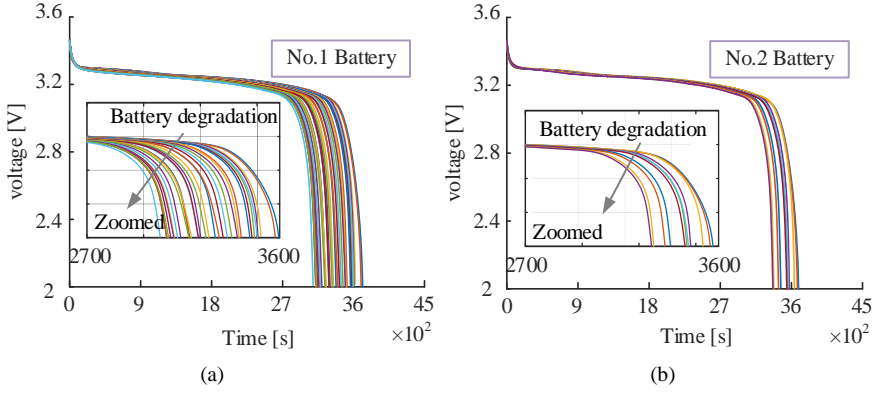 3.6
3.2
2.8
2.4
2
voltage [V]
No.1 Battery
Battery degradation
Zoomed
2700
3600
0
9
18
27
36
45
Time [s]
×10²
(a)
3.6
3.2
2.8
2.4
2
voltage [V]
No.2 Battery
Battery degradation
Zoomed
2700
3600
0
9
18
27
36
45
Time [s]
×10²
(b)